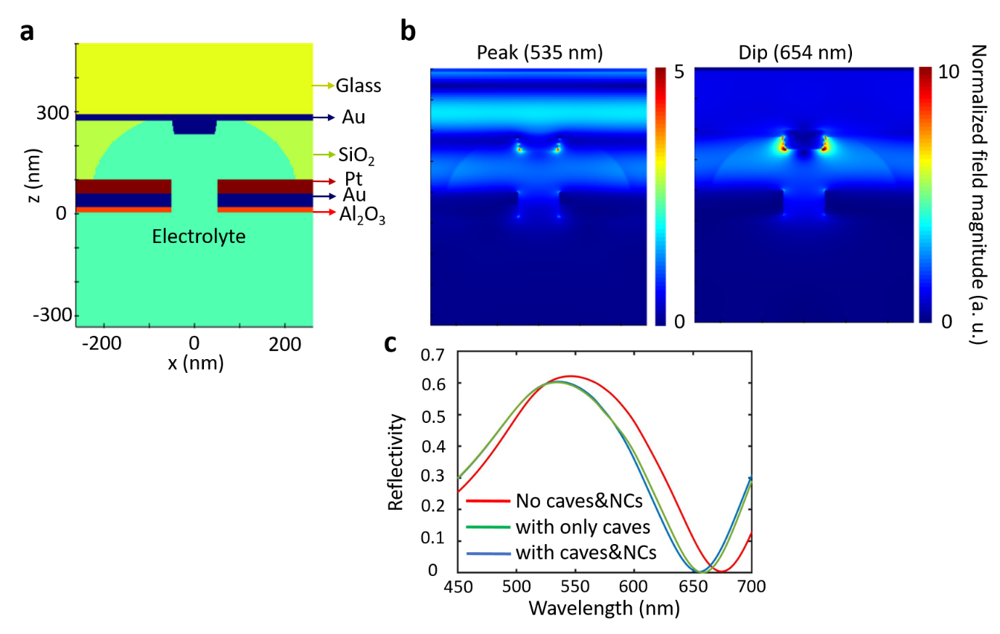 a
300
0
-300
z (nm)
-200
0
200
x (nm)
Glass
Au
SiO₂
Pt
Au
Al₂O₃
Electrolyte
b
Peak (535 nm)
5
0
Dip (654 nm)
10
0
Normalized field magnitude (a. u.)
c
0.7
0.6
0.5
0.4
0.3
0.2
0.1
0
Reflectivity
No caves&NCs
with only caves
with caves&NCs
450
500
550
600
650
700
Wavelength (nm)